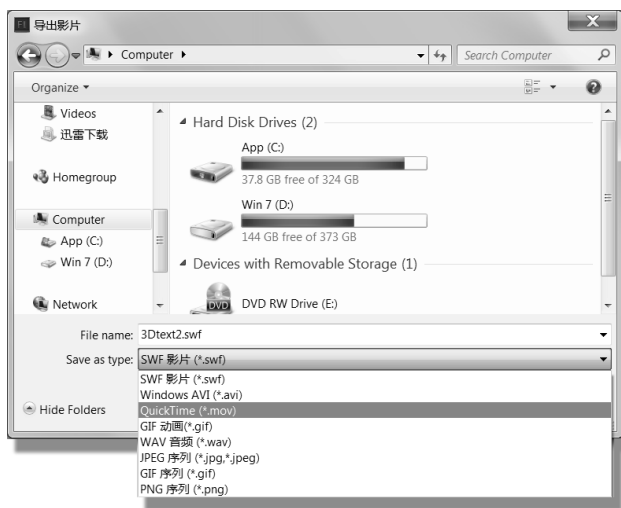 Fl 导出影片
Computer
Search Computer
Organize
Videos
迅雷下载
Homegroup
Computer
App (C:)
Win 7 (D:)
Network
Hard Disk Drives (2)
App (C:)
37.8 GB free of 324 GB
Win 7 (D:)
144 GB free of 373 GB
Devices with Removable Storage (1)
DVD
DVD RW Drive (E:)
File name: 3Dtext2.swf
Save as type: SWF 影片 (*.swf)
SWF 影片 (*.swf)
Windows AVI (*.avi)
QuickTime (*.mov)
GIF 动画(*.gif)
WAV 音频 (*.wav)
JPEG 序列 (*.jpg,*.jpeg)
GIF 序列 (*.gif)
PNG 序列 (*.png)
Hide Folders